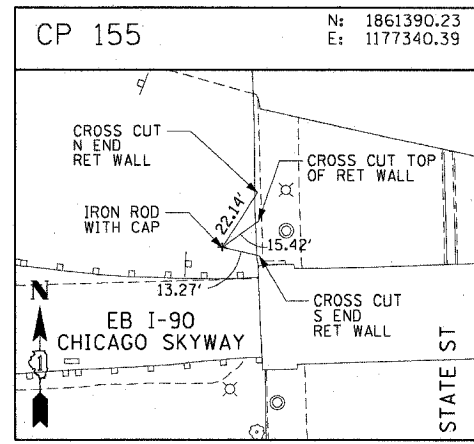 CP 155
N: 1861390.23
E: 1177340.39
CROSS CUT
N END
RET WALL
CROSS CUT TOP
OF RET WALL
IRON ROD
WITH CAP
22.14'
15.42'
13.27'
CROSS CUT
S END
RET WALL
N
1
EB I-90
CHICAGO SKYWAY
STATE ST